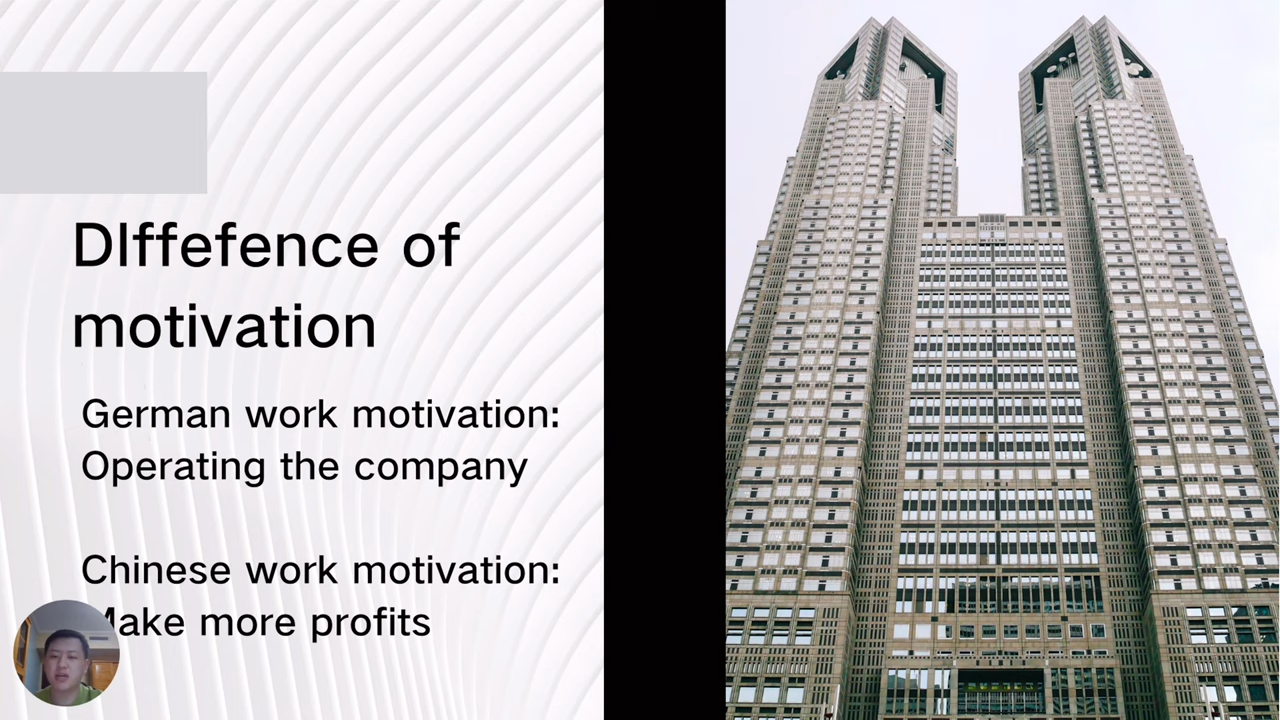 DIffefence of
motivation
German work motivation:
Operating the company
Chinese work motivation:
Make more profits